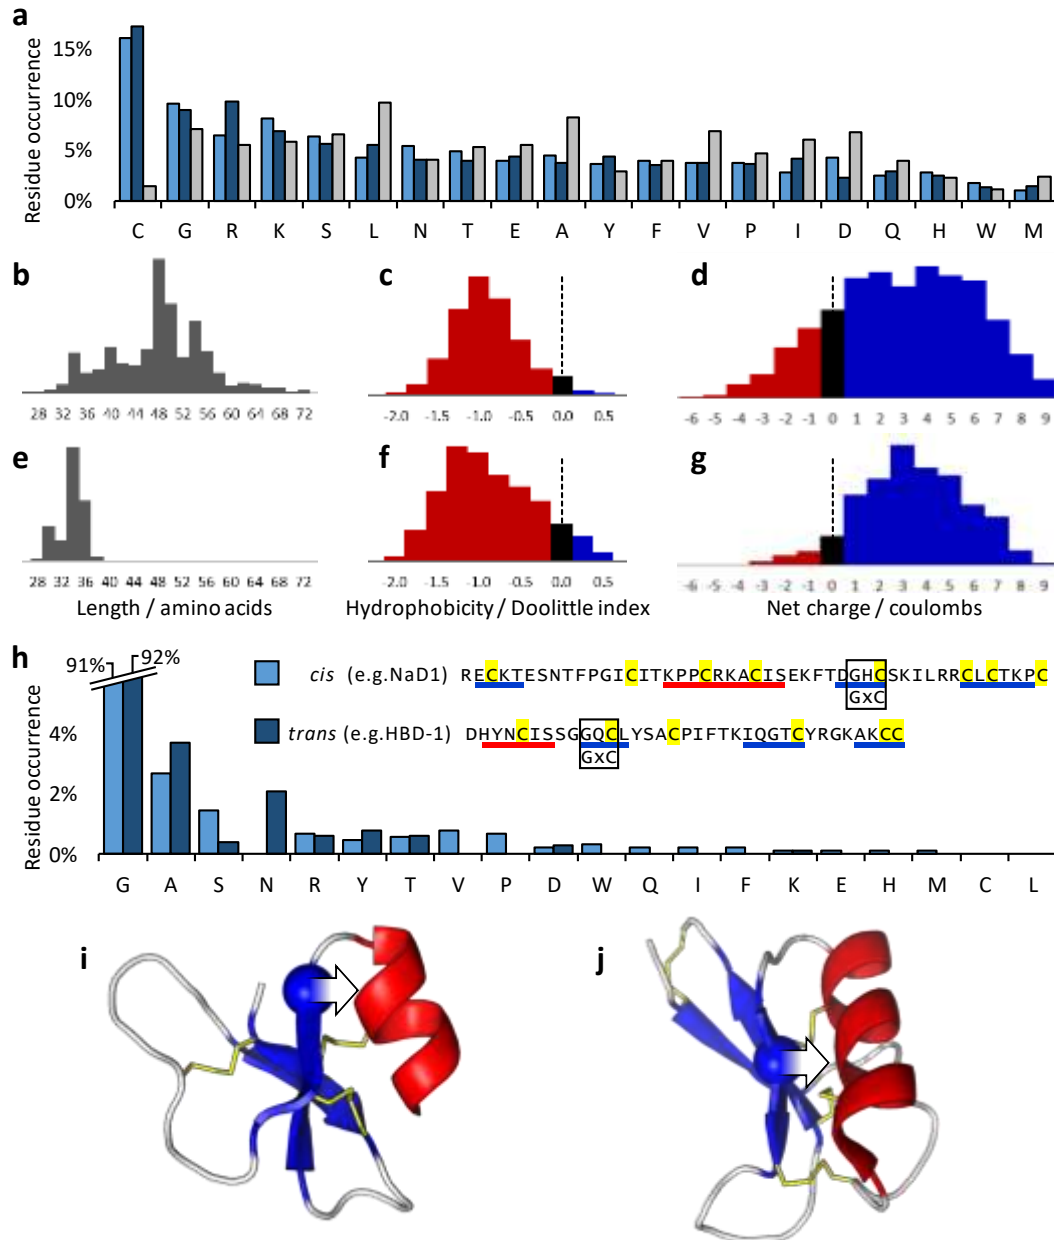 a
Residue occurrence
15%
10%
5%
0%
C G R K S L N T E A Y F V P I D Q H W M
b c d
28 32 36 40 44 48 52 56 60 64 68 72
-2.0 -1.5 -1.0 -0.5 0.0 0.5
-6 -5 -4 -3 -2 -1 0 1 2 3 4 5 6 7 8 9
e f g
28 32 36 40 44 48 52 56 60 64 68 72
-2.0 -1.5 -1.0 -0.5 0.0 0.5
-6 -5 -4 -3 -2 -1 0 1 2 3 4 5 6 7 8 9
Length / amino acids
Hydrophobicity / Doolittle index
Net charge / coulombs
h
91% 92%
cis (e.g.NaD1) RECKTESNTFPGICITKPPCRKACISEKFTDGHCSKILRRCLCTKPC
GxC
trans (e.g.HBD-1) DHYNCISSGGQCLYSACPIFTKIQGTCYRGKAKCC
GxC
Residue occurrence
4%
2%
0%
G A S N R Y T V P D W Q I F K E H M C L
i j